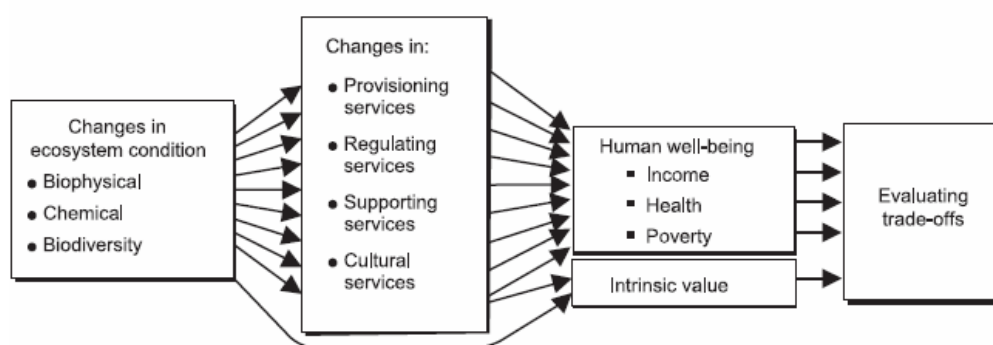 Changes in
ecosystem condition
• Biophysical
• Chemical
• Biodiversity
Changes in:
• Provisioning
services
• Regulating
services
• Supporting
services
• Cultural
services
Human well-being
▪ Income
▪ Health
▪ Poverty
Intrinsic value
Evaluating
trade-offs